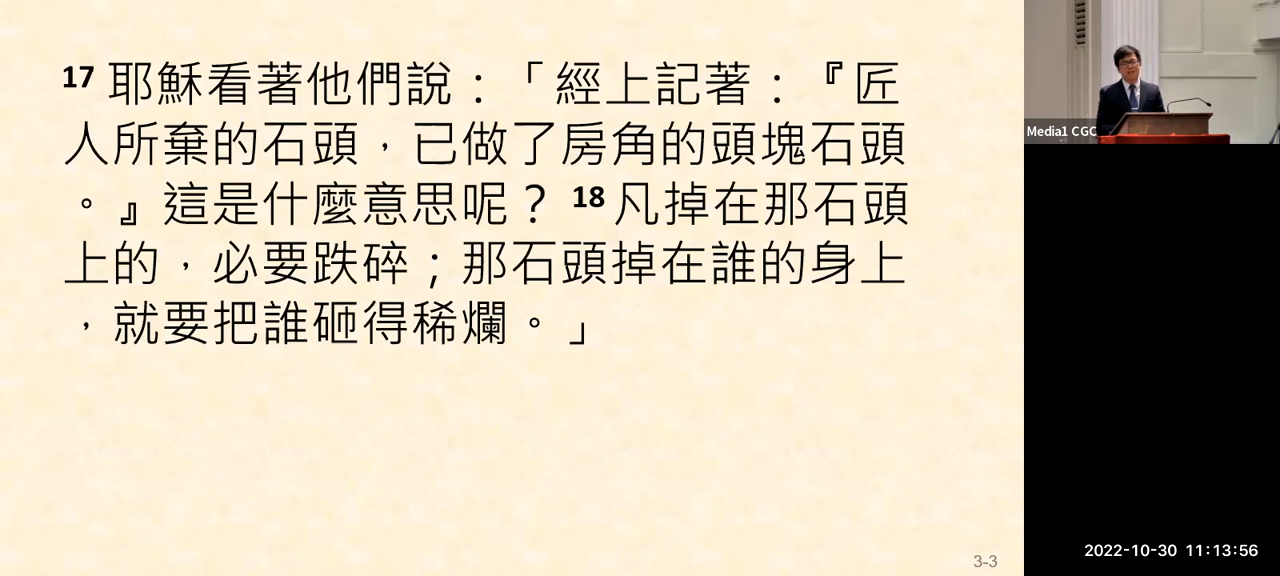 17 耶穌看著他們說：「經上記著：『匠
人所棄的石頭，已做了房角的頭塊石頭
。』這是什麼意思呢？ 18 凡掉在那石頭
上的，必要跌碎；那石頭掉在誰的身上
，就要把誰砸得稀爛。」
3-3
Media1 CGC
2022-10-30 11:13:56